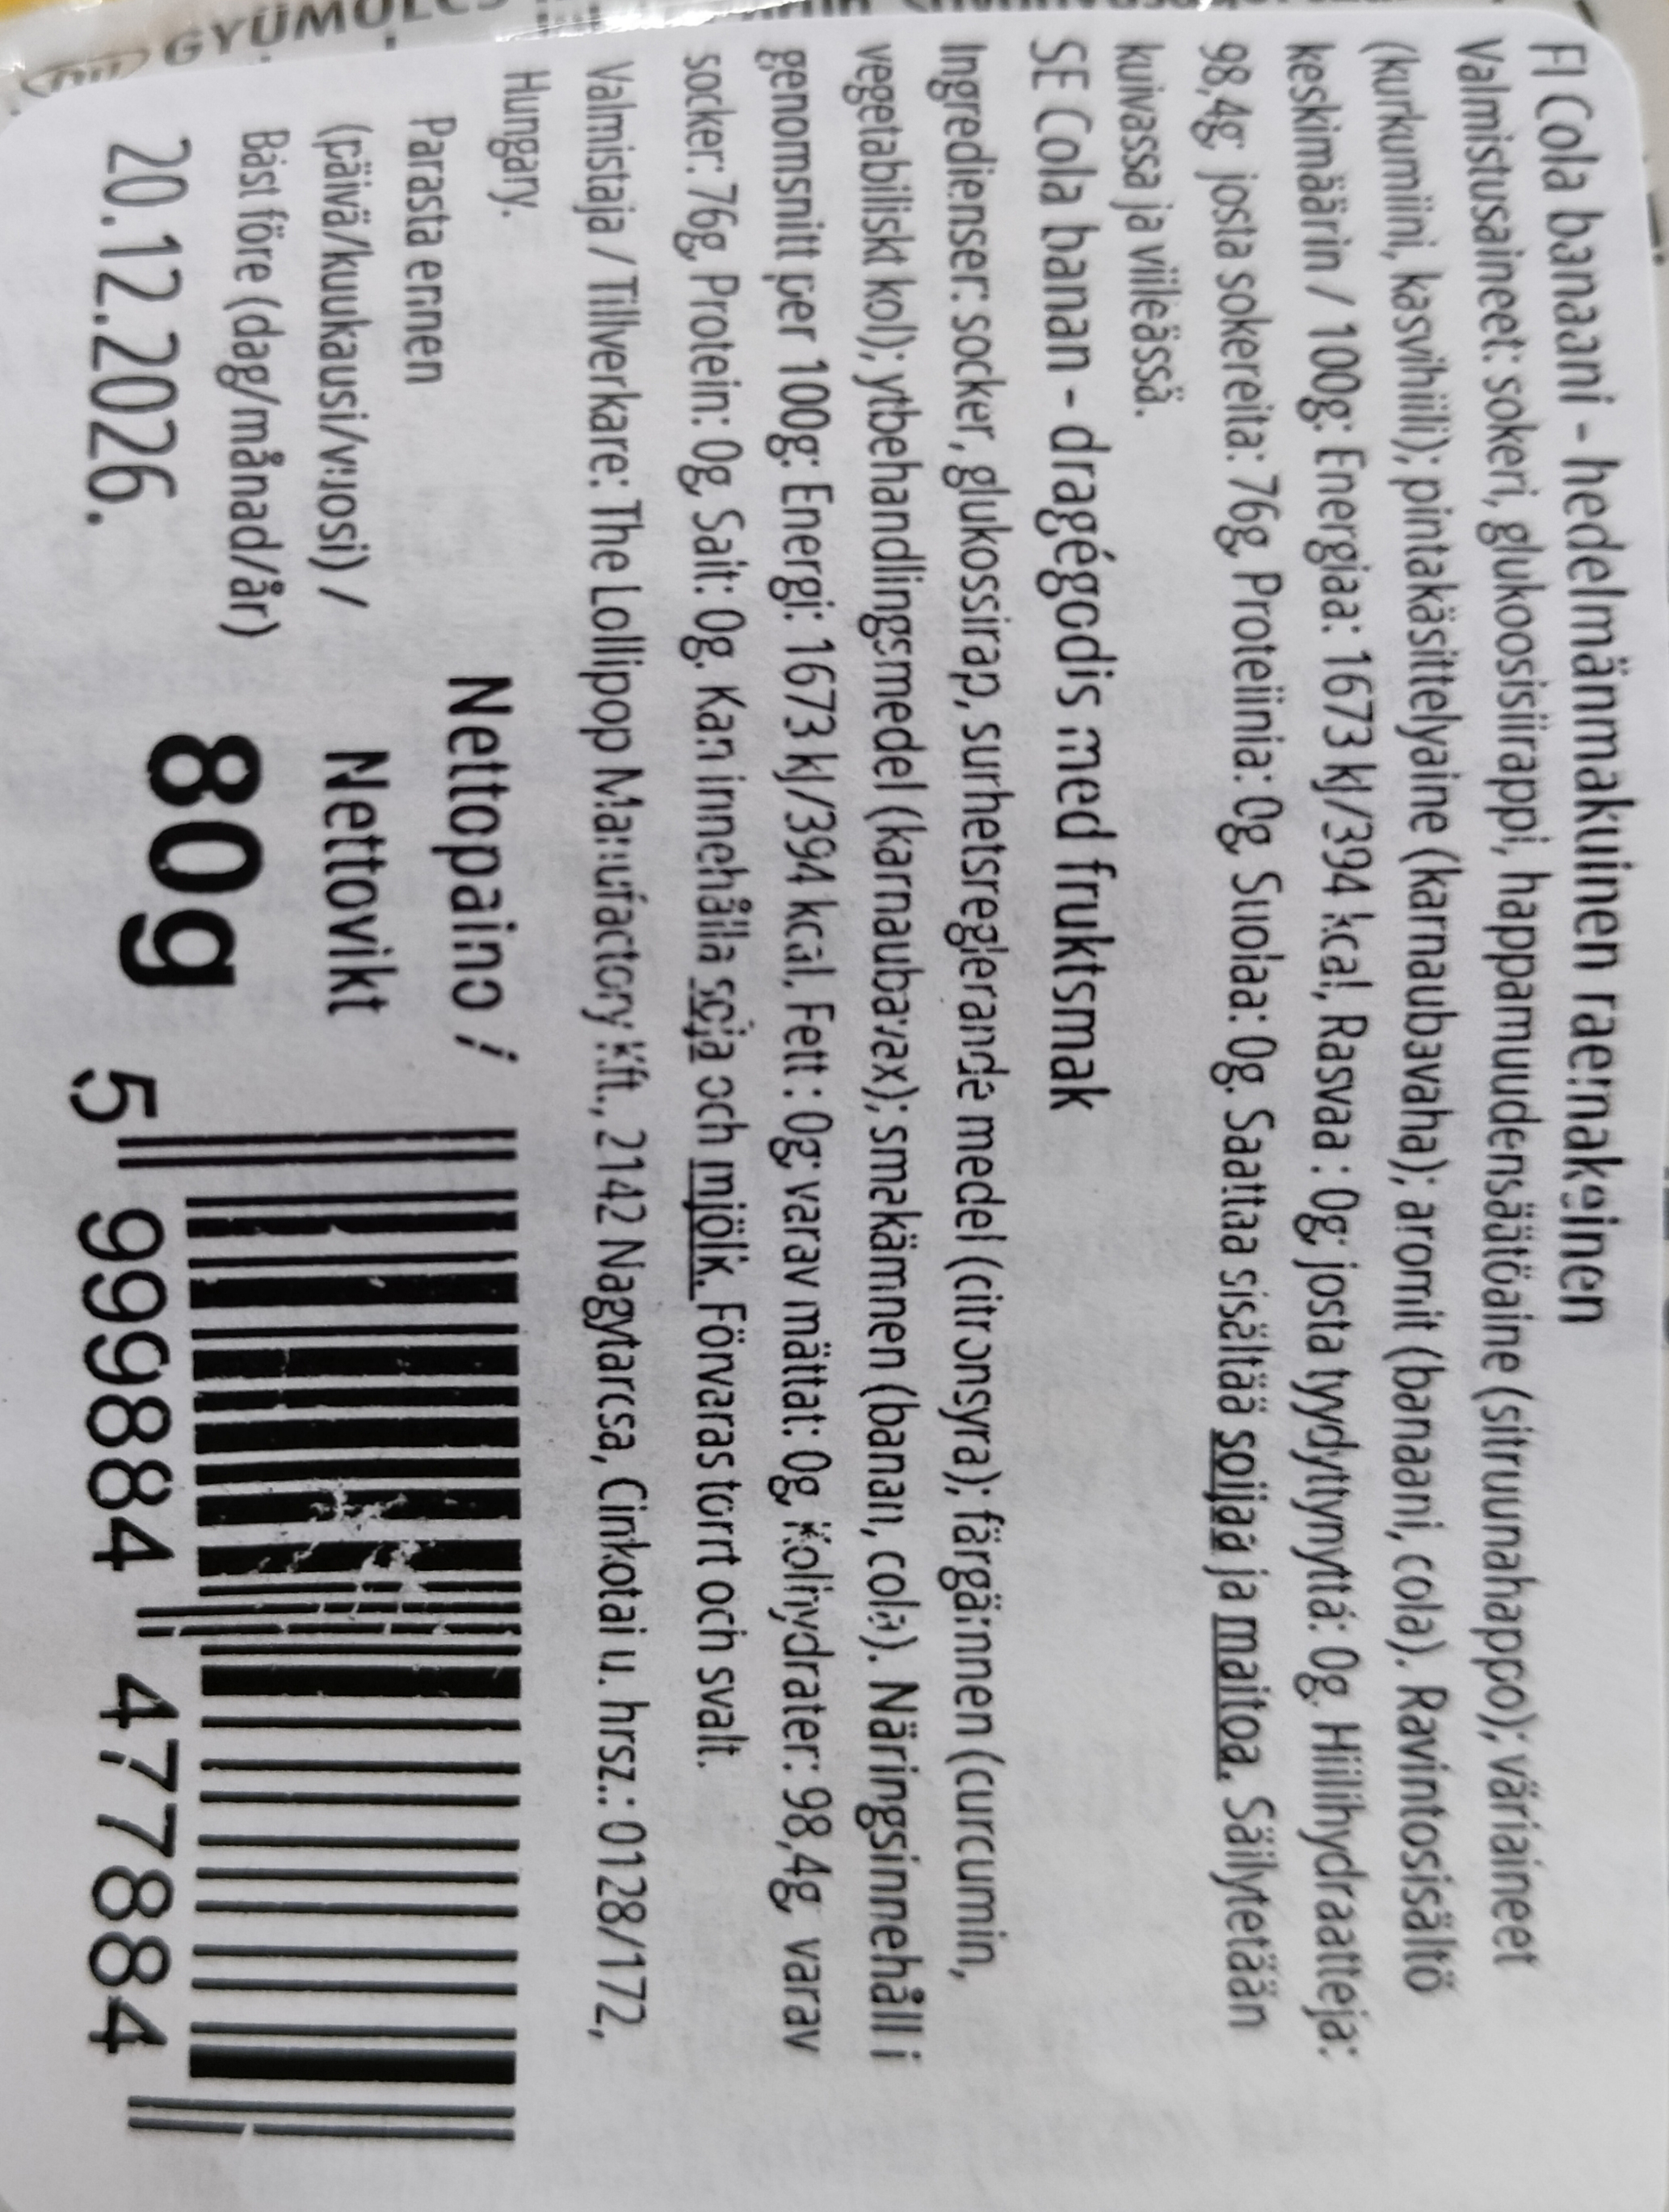 GYÜMÖLCS
FI Cola banaani - hedelmänmakuinen raemakeinen
Valmistusaineet: sokeri, glukoosisiirappi, happamuudensäätöaine (sitruunahappo); väriaineet
(kurkumiini, kasvihiili); pintakäsittelyaine (karnaubavaha); aromit (banaani, cola). Ravintosisältö
keskimäärin / 100g: Energiaa: 1673 kJ/394 kcal, Rasvaa : 0g; josta tyydyttynyttä: 0g. Hiilihydraatteja:
98,4g; josta sokereita: 76g, Proteiinia: 0g, Suolaa: 0g. Saattaa sisältää soijaa ja maitoa. Säilytetään
kuivassa ja viileässä.
SE Cola banan - dragégodis med fruktsmak
Ingredienser: socker, glukossirap, surhetsreglerande medel (citronsyra); färgämnen (curcumin,
vegetabiliskt kol); ytbehandlingsmedel (karnaubavax); smakämnen (banan, cola). Näringsinnehåll i
genomsnitt per 100g: Energi: 1673 kJ/394 kcal, Fett : 0g; varav mättat: 0g, Kolhydrater: 98,4g, varav
socker: 76g, Protein: 0g, Salt: 0g. Kan innehålla soja och mjölk. Förvaras torrt och svalt.
Valmistaja / Tillverkare: The Lollipop Manufactory Kft., 2142 Nagytarcsa, Cinkotai u. hrsz.: 0128/172,
Hungary.
Parasta ennen
(päivä/kuukausi/vuosi) /
Bäst före (dag/månad/år)
20.12.2026.
Nettopaino /
Nettovikt
80g
5 999884 477884